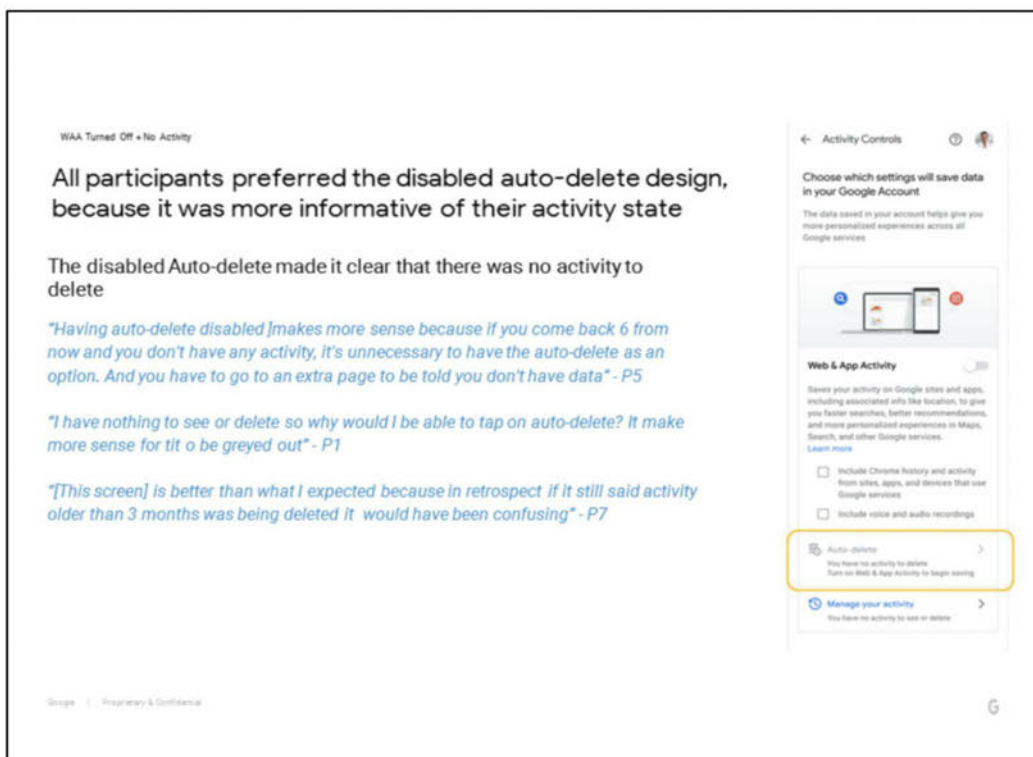 WAA Turned Off + No Activity
All participants preferred the disabled auto-delete design,
because it was more informative of their activity state
The disabled Auto-delete made it clear that there was no activity to
delete
"Having auto-delete disabled ]makes more sense because if you come back 6 from
now and you don't have any activity, it's unnecessary to have the auto-delete as an
option. And you have to go to an extra page to be told you don't have data" - P5
"I have nothing to see or delete so why would I be able to tap on auto-delete? It make
more sense for tit o be greyed out" - P1
"[This screen] is better than what I expected because in retrospect if it still said activity
older than 3 months was being deleted it would have been confusing" - P7
Activity Controls
Choose which settings will save data
in your Google Account
The data saved in your account helps give you
more personalized experiences across all
Google services
Web & App Activity
Saves your activity on Google sites and apps,
including associated info like location, to give
you faster searches, better recommendations,
and more personalized experiences in Maps,
Search, and other Google services.
Learn more
Include Chrome history and activity
from sites, apps, and devices that use
Google services
Include voice and audio recordings
Auto-delete
You have no activity to delete
Turn on Web & App Activity to begin saving
Manage your activity
You have no activity to see or delete
Google | Proprietary & Confidential
G